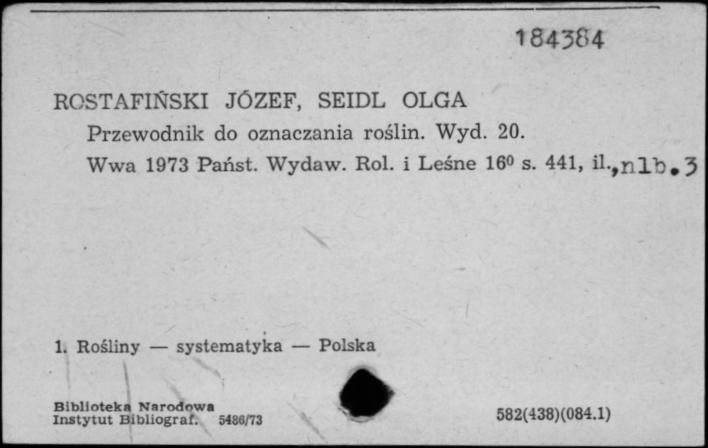 184384
ROSTAFIŃSKI JÓZEF, SEIDL OLGA
Przewodnik do oznaczania roślin. Wyd. 20.
Wwa 1973 Państ. Wydaw. Rol. i Leśne 16⁰ s. 441, il.,nlb.3
1. Rośliny — systematyka — Polska
Biblioteka Narodowa
Instytut Bibliograf. 5486/73
582(438)(084.1)